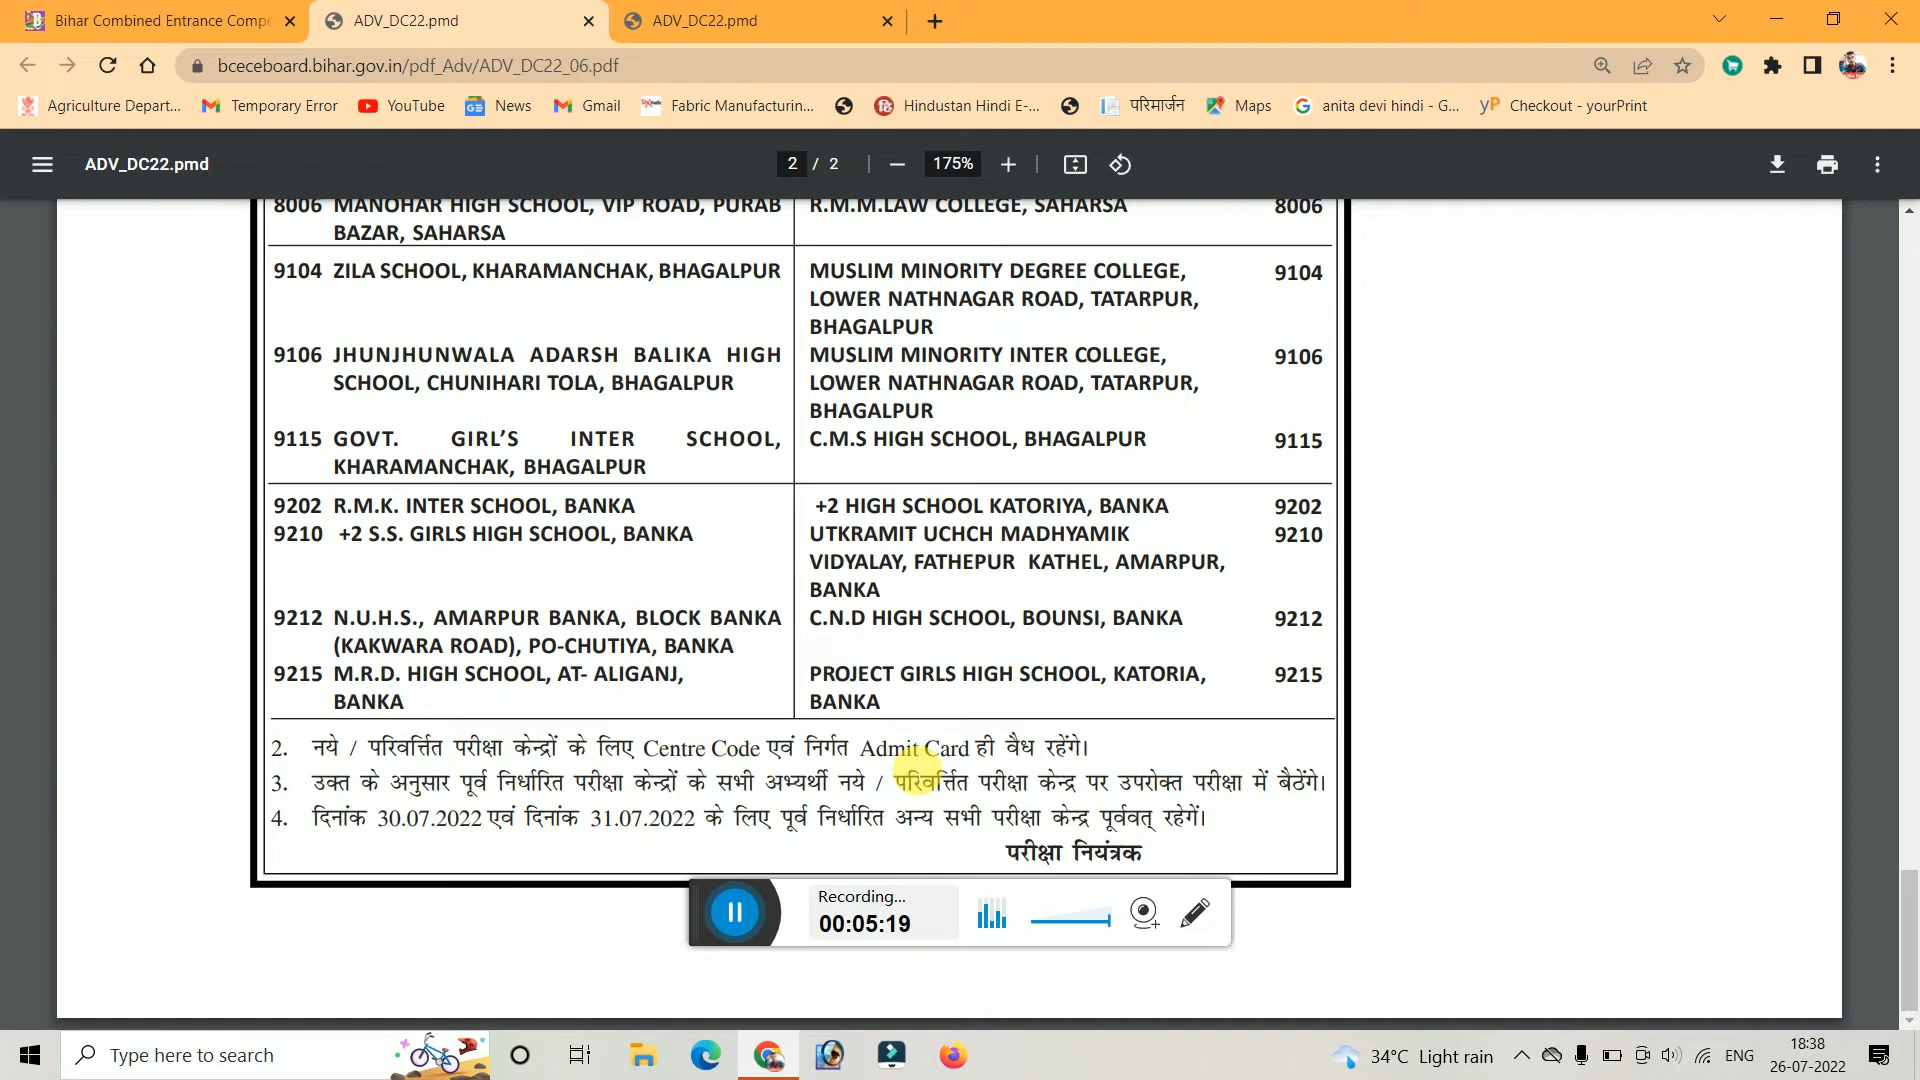 Bihar Combined Entrance Compe
ADV_DC22.pmd
ADV_DC22.pmd
bceceboard.bihar.gov.in/pdf_Adv/ADV_DC22_06.pdf
Agriculture Depart...
Temporary Error
YouTube
News
Gmail
Fabric Manufacturin...
Hindustan Hindi E-...
परिमार्जन
Maps
anita devi hindi - G...
Checkout - yourPrint
ADV_DC22.pmd
2 / 2
175%
8006 MANOHAR HIGH SCHOOL, VIP ROAD, PURAB R.M.M.LAW COLLEGE, SAHARSA 8006
BAZAR, SAHARSA
9104 ZILA SCHOOL, KHARAMANCHAK, BHAGALPUR MUSLIM MINORITY DEGREE COLLEGE, 9104
LOWER NATHNAGAR ROAD, TATARPUR,
BHAGALPUR
9106 JHUNJHUNWALA ADARSH BALIKA HIGH MUSLIM MINORITY INTER COLLEGE, 9106
SCHOOL, CHUNIHARI TOLA, BHAGALPUR LOWER NATHNAGAR ROAD, TATARPUR,
BHAGALPUR
9115 GOVT. GIRL'S INTER SCHOOL, C.M.S HIGH SCHOOL, BHAGALPUR 9115
KHARAMANCHAK, BHAGALPUR
9202 R.M.K. INTER SCHOOL, BANKA +2 HIGH SCHOOL KATORIYA, BANKA 9202
9210 +2 S.S. GIRLS HIGH SCHOOL, BANKA UTKRAMIT UCHCH MADHYAMIK 9210
VIDYALAY, FATHEPUR KATHEL, AMARPUR,
BANKA
9212 N.U.H.S., AMARPUR BANKA, BLOCK BANKA C.N.D HIGH SCHOOL, BOUNSI, BANKA 9212
(KAKWARA ROAD), PO-CHUTIYA, BANKA
9215 M.R.D. HIGH SCHOOL, AT- ALIGANJ, PROJECT GIRLS HIGH SCHOOL, KATORIA, 9215
BANKA BANKA
2. नये / परिवर्त्तित परीक्षा केन्द्रों के लिए Centre Code एवं निर्गत Admit Card ही वैध रहेंगे।
3. उक्त के अनुसार पूर्व निर्धारित परीक्षा केन्द्रों के सभी अभ्यर्थी नये / परिवर्त्तित परीक्षा केन्द्र पर उपरोक्त परीक्षा में बैठेंगे।
4. दिनांक 30.07.2022 एवं दिनांक 31.07.2022 के लिए पूर्व निर्धारित अन्य सभी परीक्षा केन्द्र पूर्ववत् रहेगें।
परीक्षा नियंत्रक
Recording...
00:05:19
Type here to search
34°C Light rain
ENG
18:38
26-07-2022